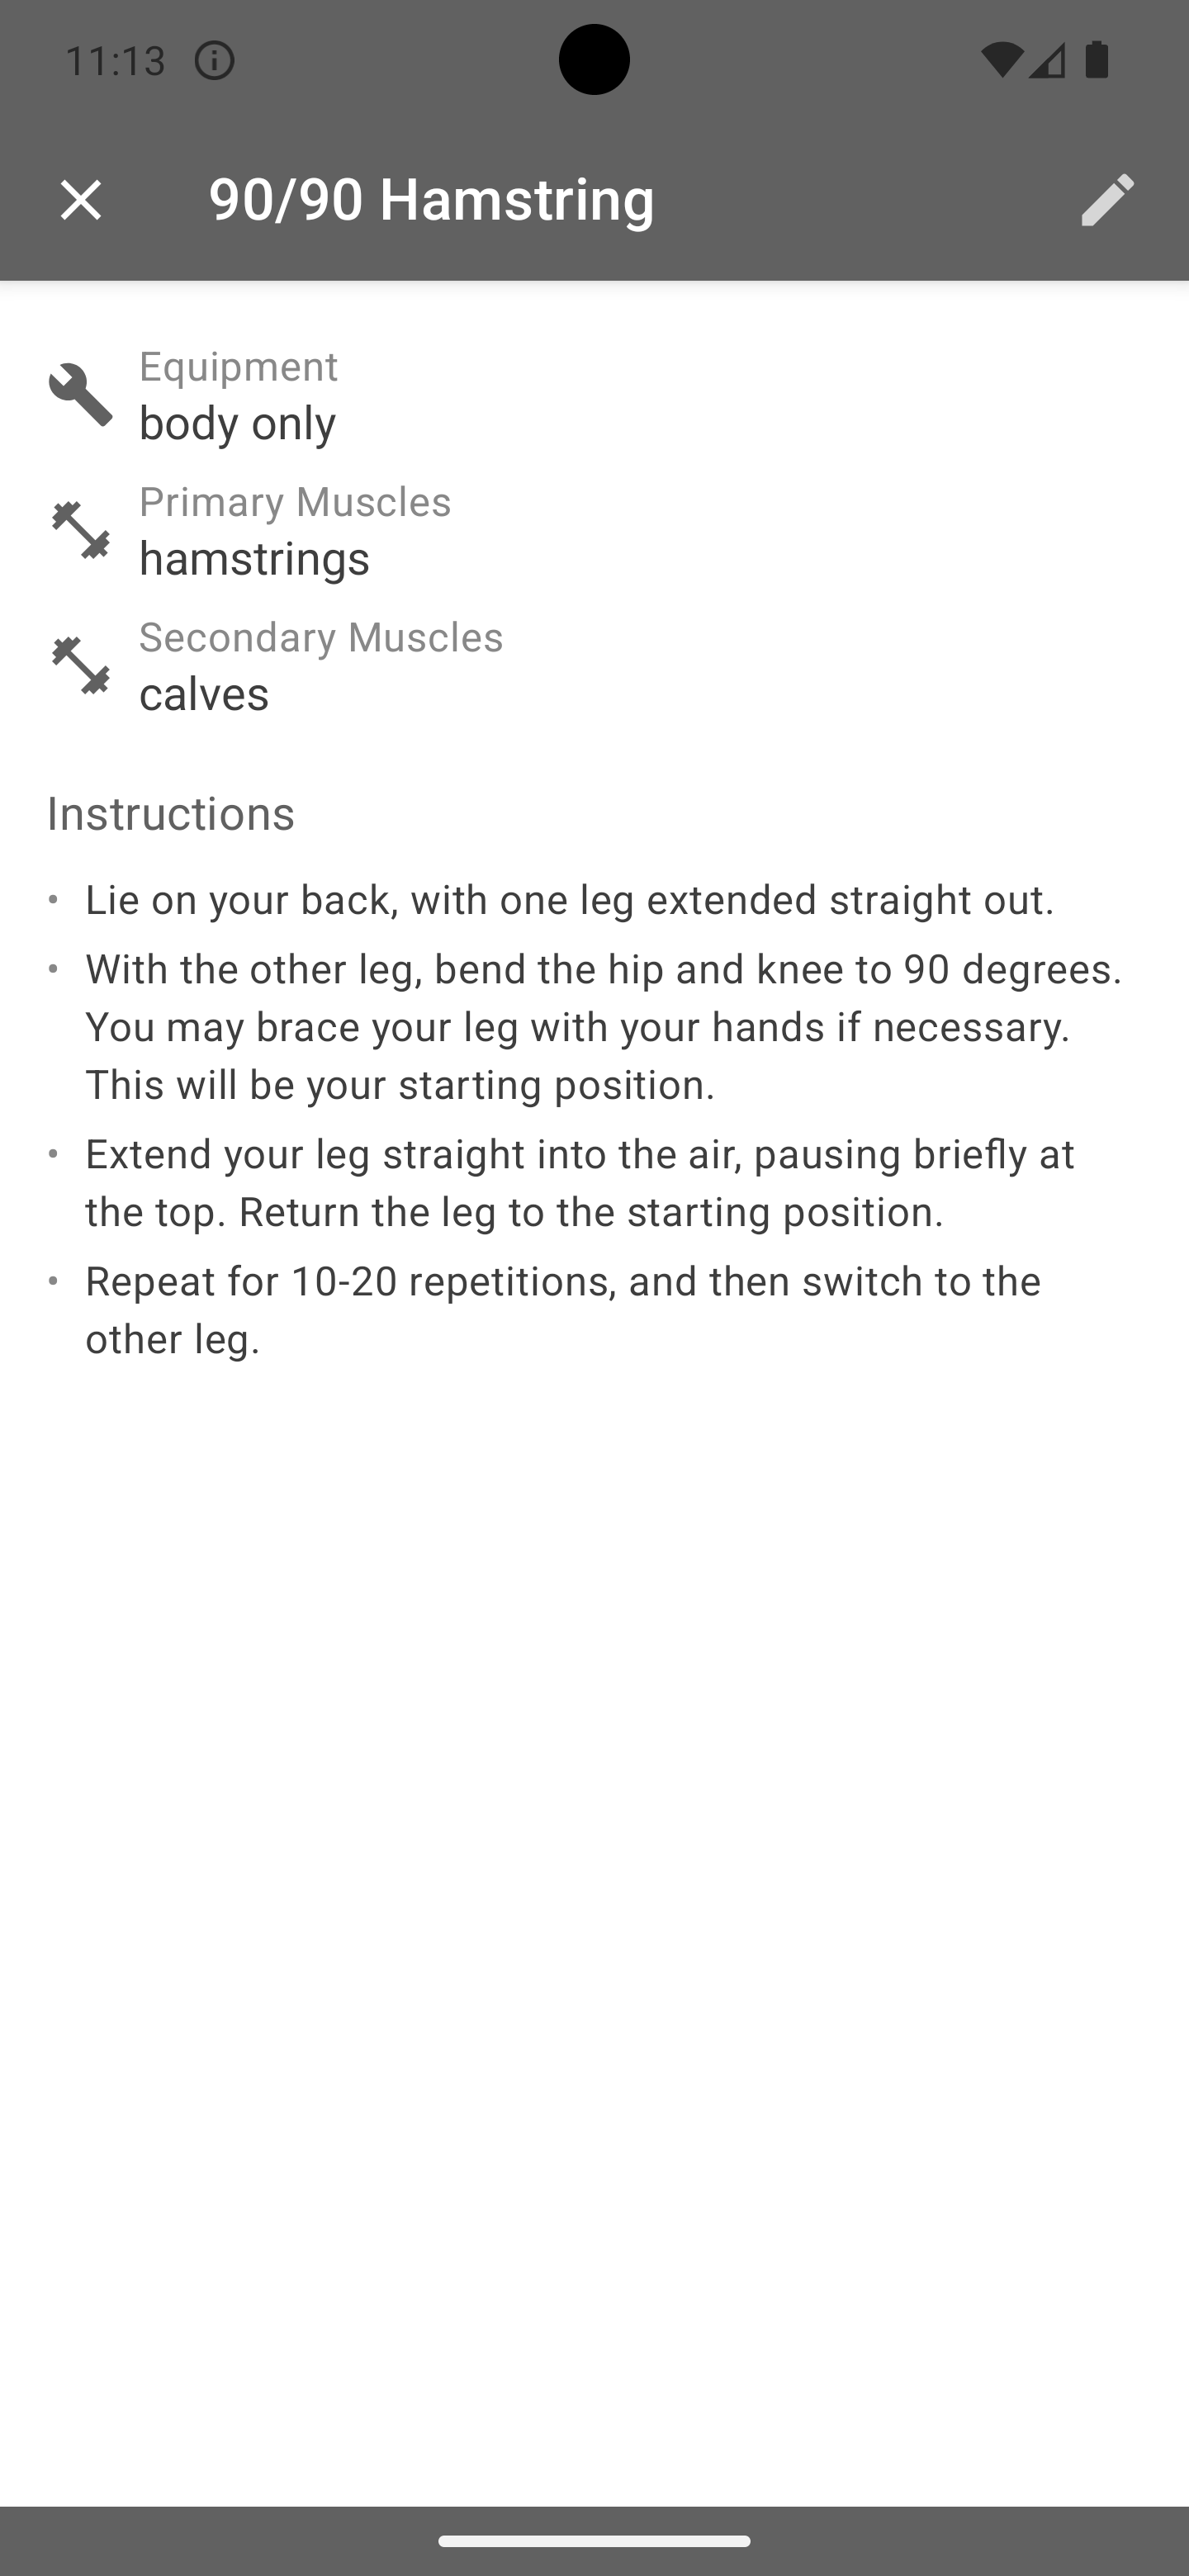 11:13
90/90 Hamstring
Equipment
body only
Primary Muscles
hamstrings
Secondary Muscles
calves
Instructions
• Lie on your back, with one leg extended straight out.
• With the other leg, bend the hip and knee to 90 degrees.
You may brace your leg with your hands if necessary.
This will be your starting position.
• Extend your leg straight into the air, pausing briefly at
the top. Return the leg to the starting position.
• Repeat for 10-20 repetitions, and then switch to the
other leg.